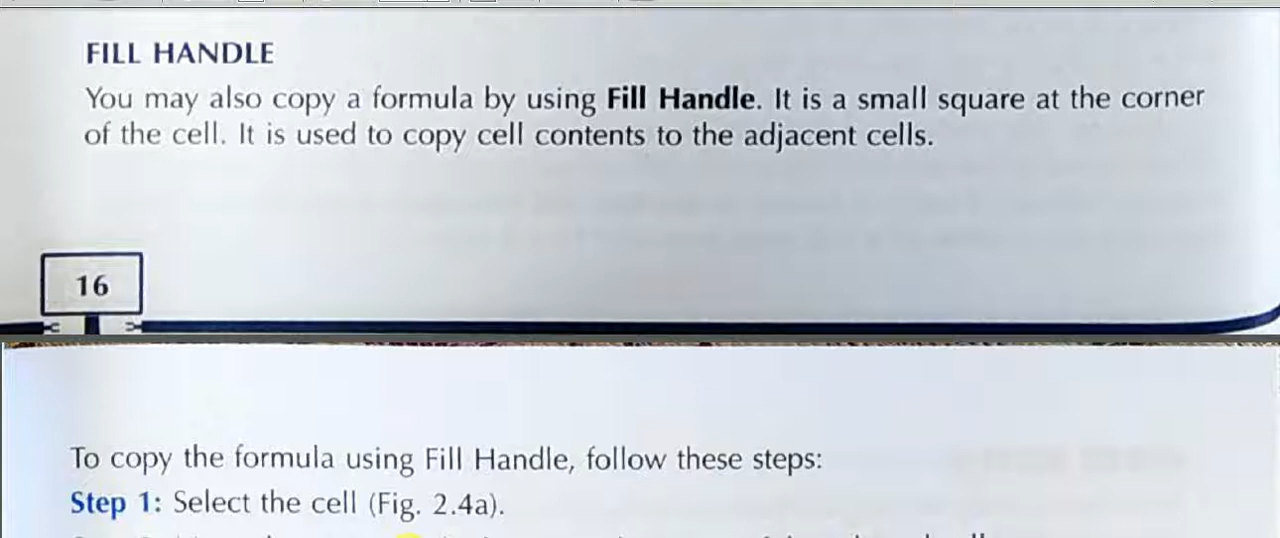 FILL HANDLE
You may also copy a formula by using Fill Handle. It is a small square at the corner
of the cell. It is used to copy cell contents to the adjacent cells.
16
To copy the formula using Fill Handle, follow these steps:
Step 1: Select the cell (Fig. 2.4a).